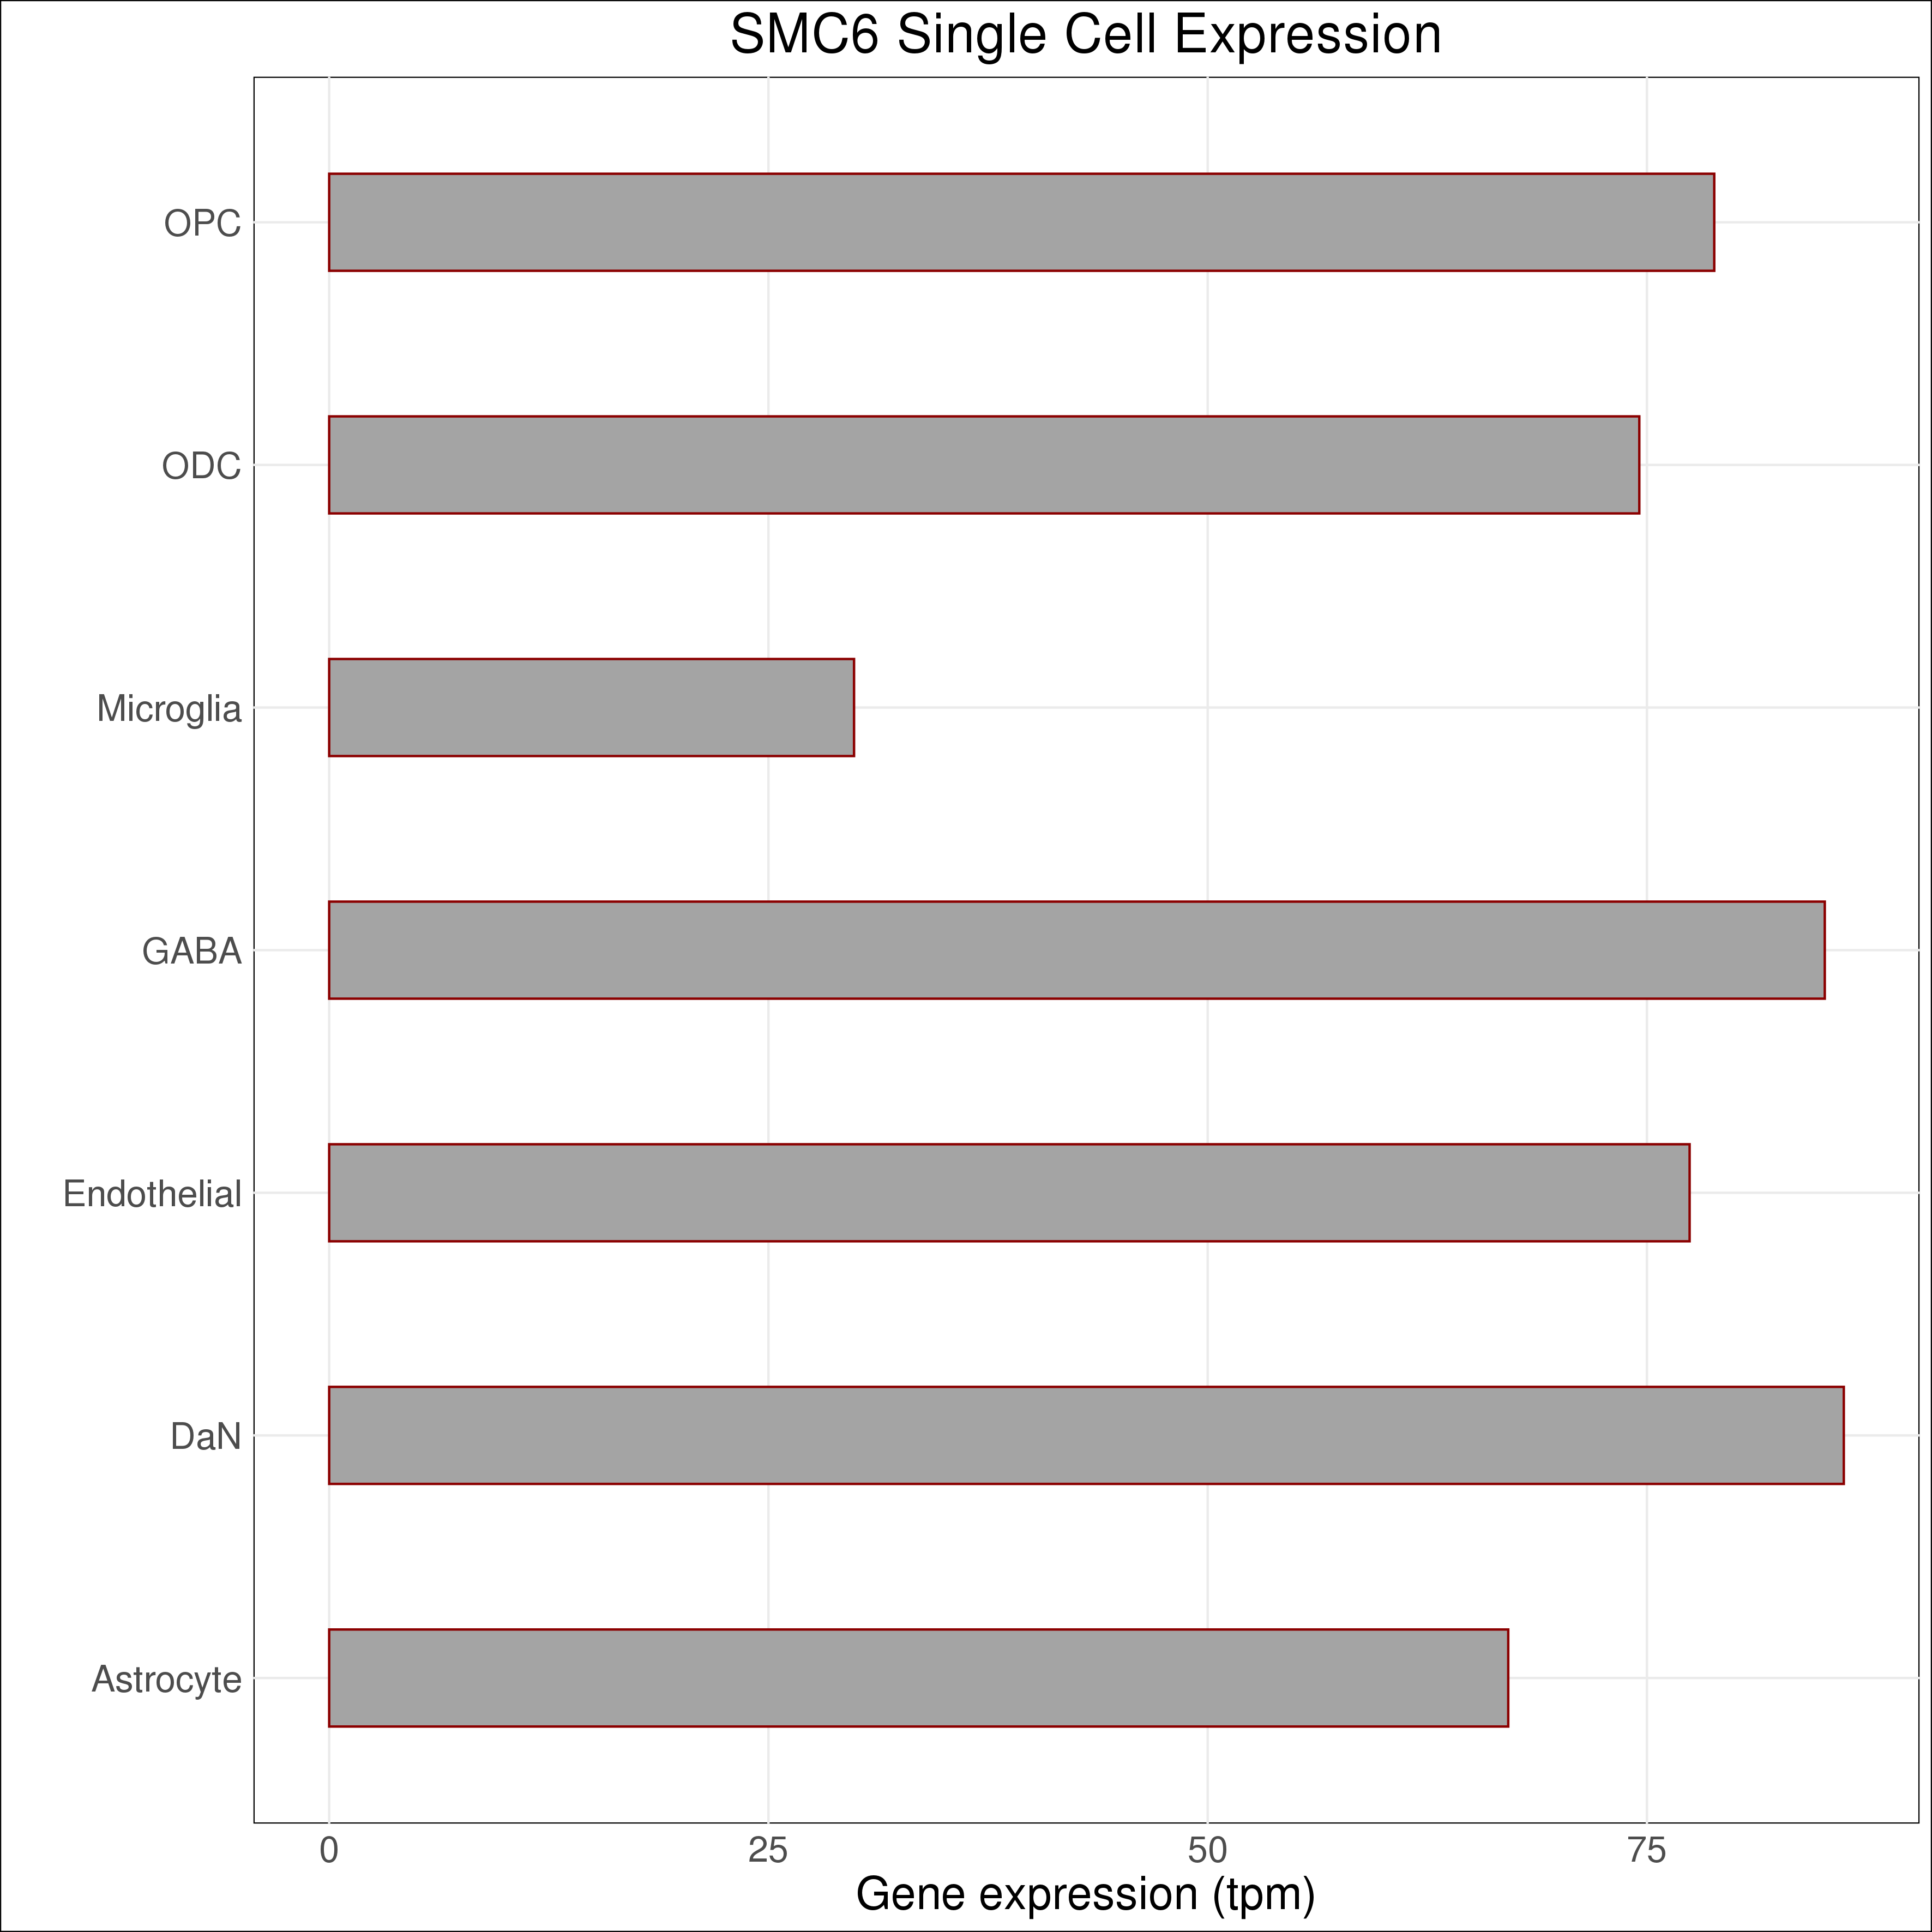 SMC6 Single Cell Expression
OPC
ODC
Microglia
GABA
Endothelial
DaN
Astrocyte
0 25 50 75
Gene expression (tpm)